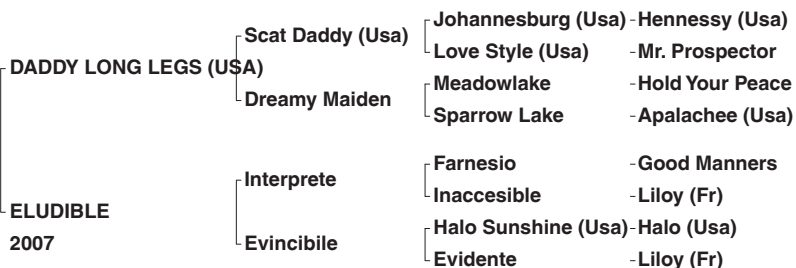 Johannesburg (Usa) - Hennessy (Usa)
Scat Daddy (Usa)
Love Style (Usa) - Mr. Prospector
DADDY LONG LEGS (USA)
Meadowlake - Hold Your Peace
Dreamy Maiden
Sparrow Lake - Apalachee (Usa)
Farnesio - Good Manners
Interprete
Inaccesible - Liloy (Fr)
ELUDIBLE
Halo Sunshine (Usa) - Halo (Usa)
2007
Evincibile
Evidente - Liloy (Fr)